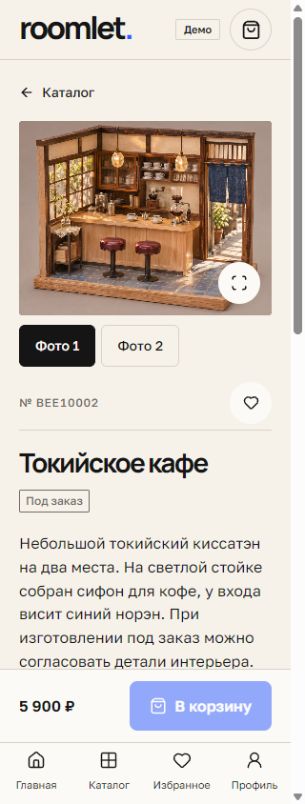 roomlet.
Демо
Каталог
Фото 1
Фото 2
№ BEE10002
Токийское кафе
Под заказ
Небольшой токийский киссатэн
на два места. На светлой стойке
собран сифон для кофе, у входа
висит синий норэн. При
изготовлении под заказ можно
согласовать детали интерьера.
5 900 ₽
В корзину
Главная
Каталог
Избранное
Профиль